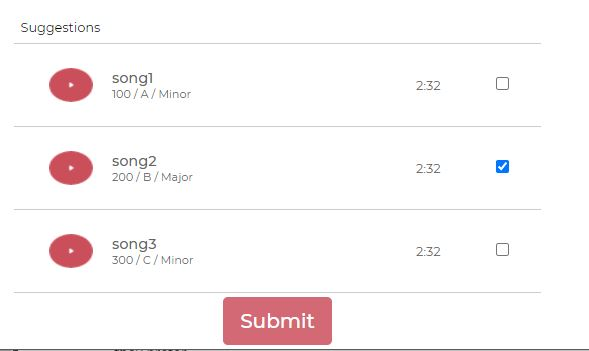 Suggestions
song1
100 / A / Minor
2:32
song2
200 / B / Major
2:32
song3
300 / C / Minor
2:32
Submit